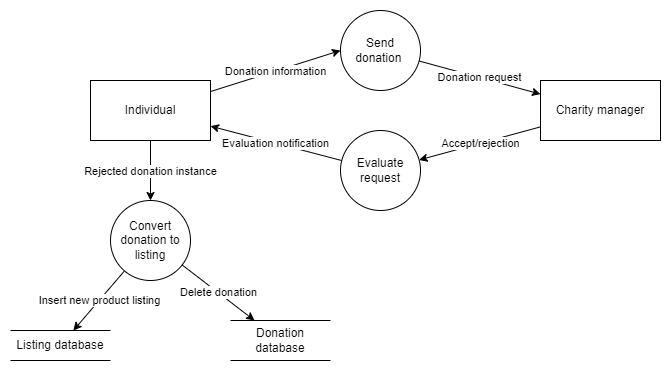 Send
donation
Donation information
Donation request
Individual
Charity manager
Evaluation notification
Accept/rejection
Evaluate
request
Rejected donation instance
Convert
donation to
listing
Insert new product listing
Delete donation
Listing database
Donation
database